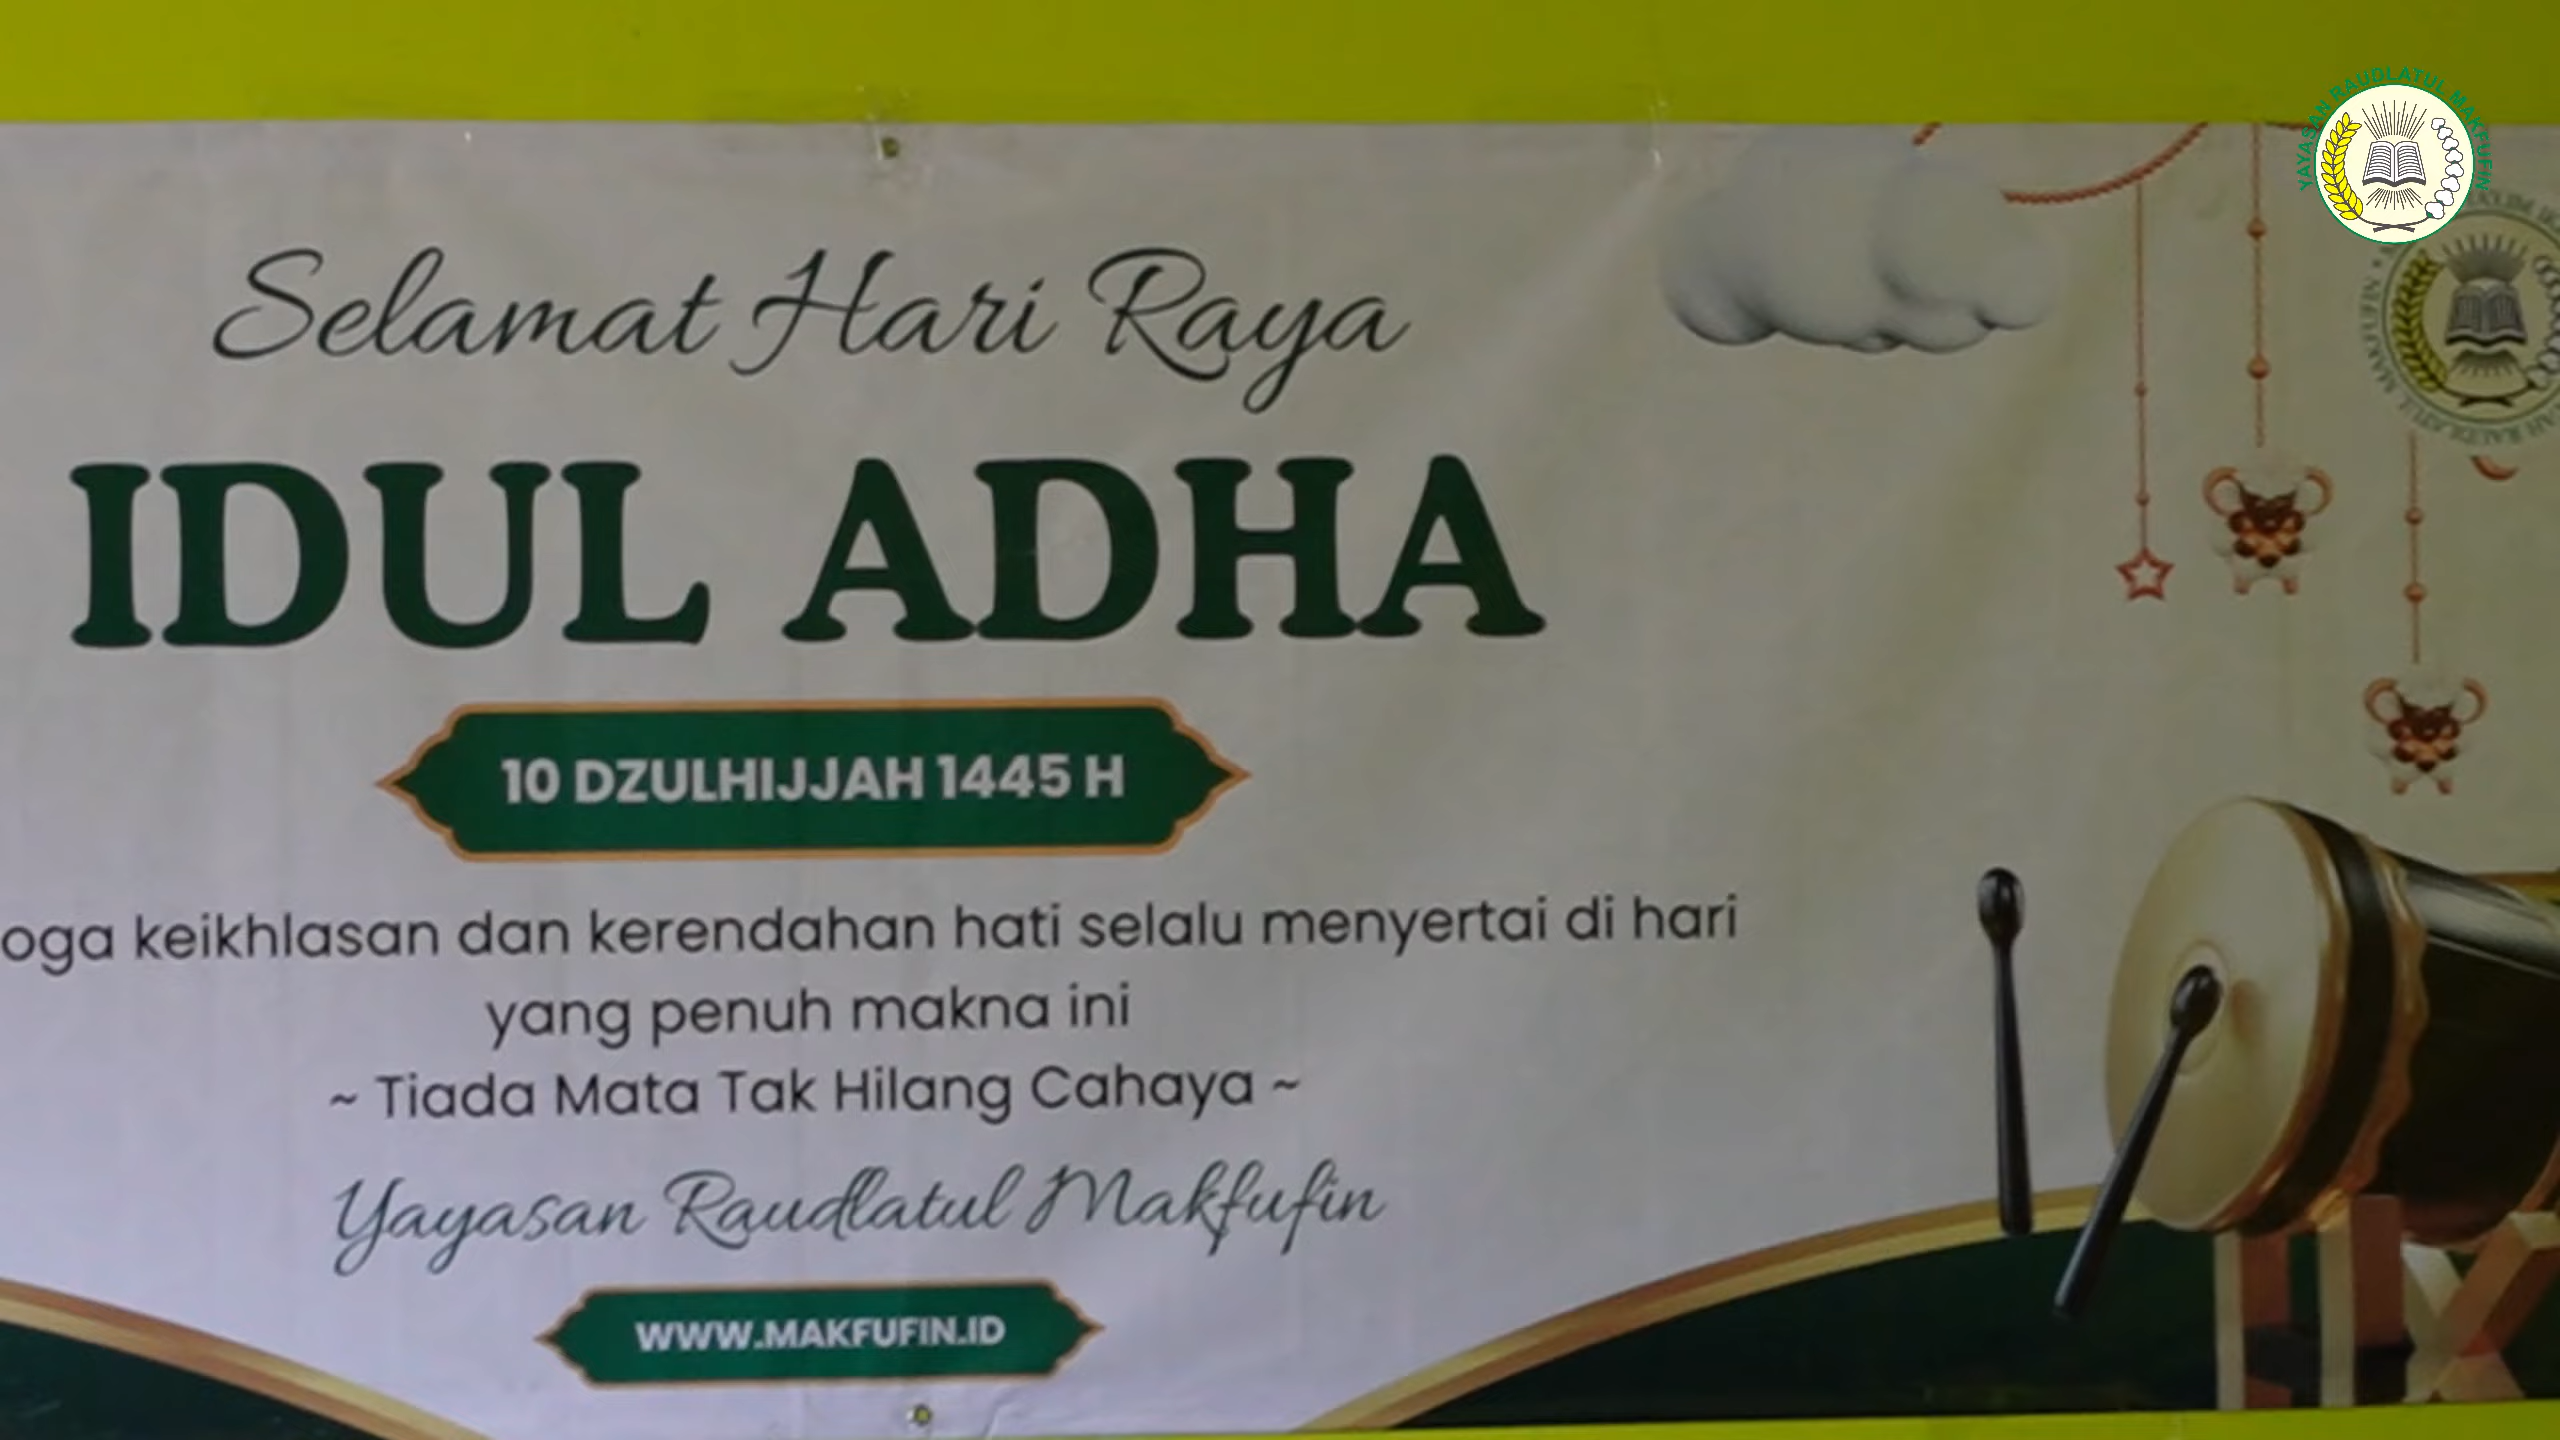 YAYASAN RAUDLATUL MAKFUFIN
Selamat Hari Raya
IDUL ADHA
10 DZULHIJJAH 1445 H
oga keikhlasan dan kerendahan hati selalu menyertai di hari
yang penuh makna ini
~ Tiada Mata Tak Hilang Cahaya ~
Yayasan Raudlatul Makfufin
WWW.MAKFUFIN.ID